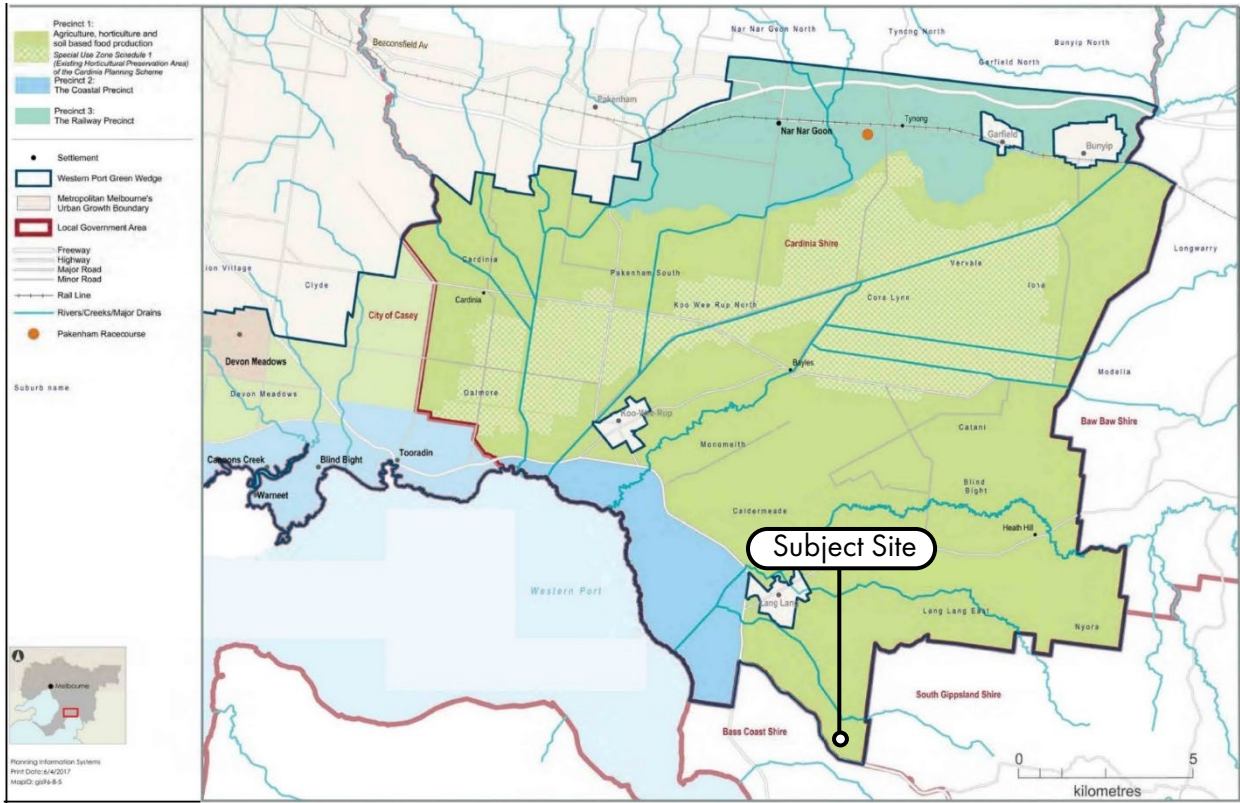 Precinct 1:
Agriculture, horticulture and
soil based food production
Special Use Zone Schedule 1
(Existing Horticultural Preservation Area)
of the Cardinia Planning Scheme
Precinct 2:
The Coastal Precinct
Precinct 3:
The Railway Precinct
Settlement
Western Port Green Wedge
Metropolitan Melbourne's
Urban Growth Boundary
Local Government Area
Freeway
Highway
Major Road
Minor Road
Rail Line
Rivers/Creeks/Major Drains
Pakenham Racecourse
Suburb name
Melbourne
Planning Information Systems
Print Date: 6/4/2017
Beaconsfield Av
Nar Nar Goon North
Tynong North
Bunyip North
Garfield North
Pakenham
Nar Nar Goon
Tynong
Garfield
Bunyip
Cardinia Shire
Longwarry
ion Village
Clyde
Cardinia
Pakenham South
Vervale
Iona
Cardinia
Koo Wee Rup North
Cora Lynn
City of Casey
Devon Meadows
Bayles
Modella
Devon Meadows
Dalmore
Koo-Wee-Rup
Baw Baw Shire
Catani
Monomeith
Cannons Creek
Blind Bight
Tooradin
Warneet
Blind
Bight
Caldermeade
Heath Hill
Subject Site
Western Port
Lang Lang
Lang Lang East
Nyora
South Gippsland Shire
Bass Coast Shire
0 5
kilometres